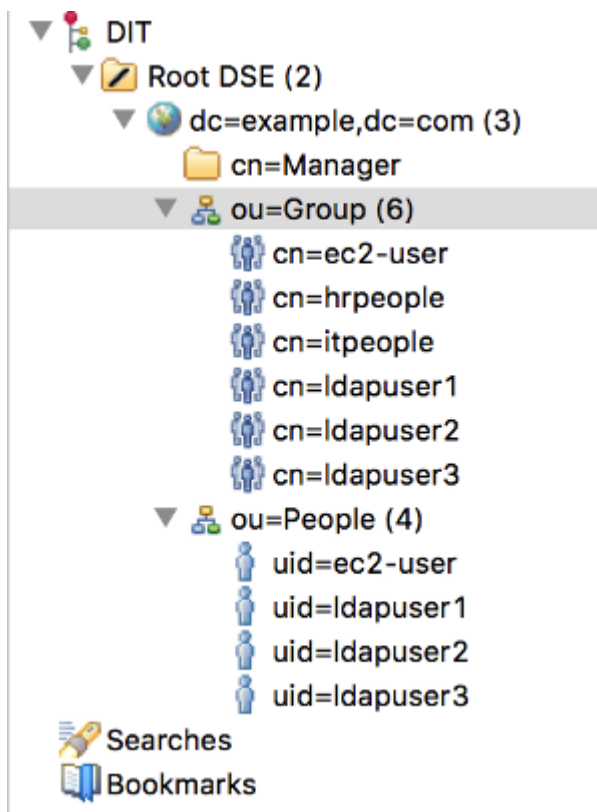 DIT
Root DSE (2)
dc=example,dc=com (3)
cn=Manager
ou=Group (6)
cn=ec2-user
cn=hrpeople
cn=itpeople
cn=ldapuser1
cn=ldapuser2
cn=ldapuser3
ou=People (4)
uid=ec2-user
uid=ldapuser1
uid=ldapuser2
uid=ldapuser3
Searches
Bookmarks